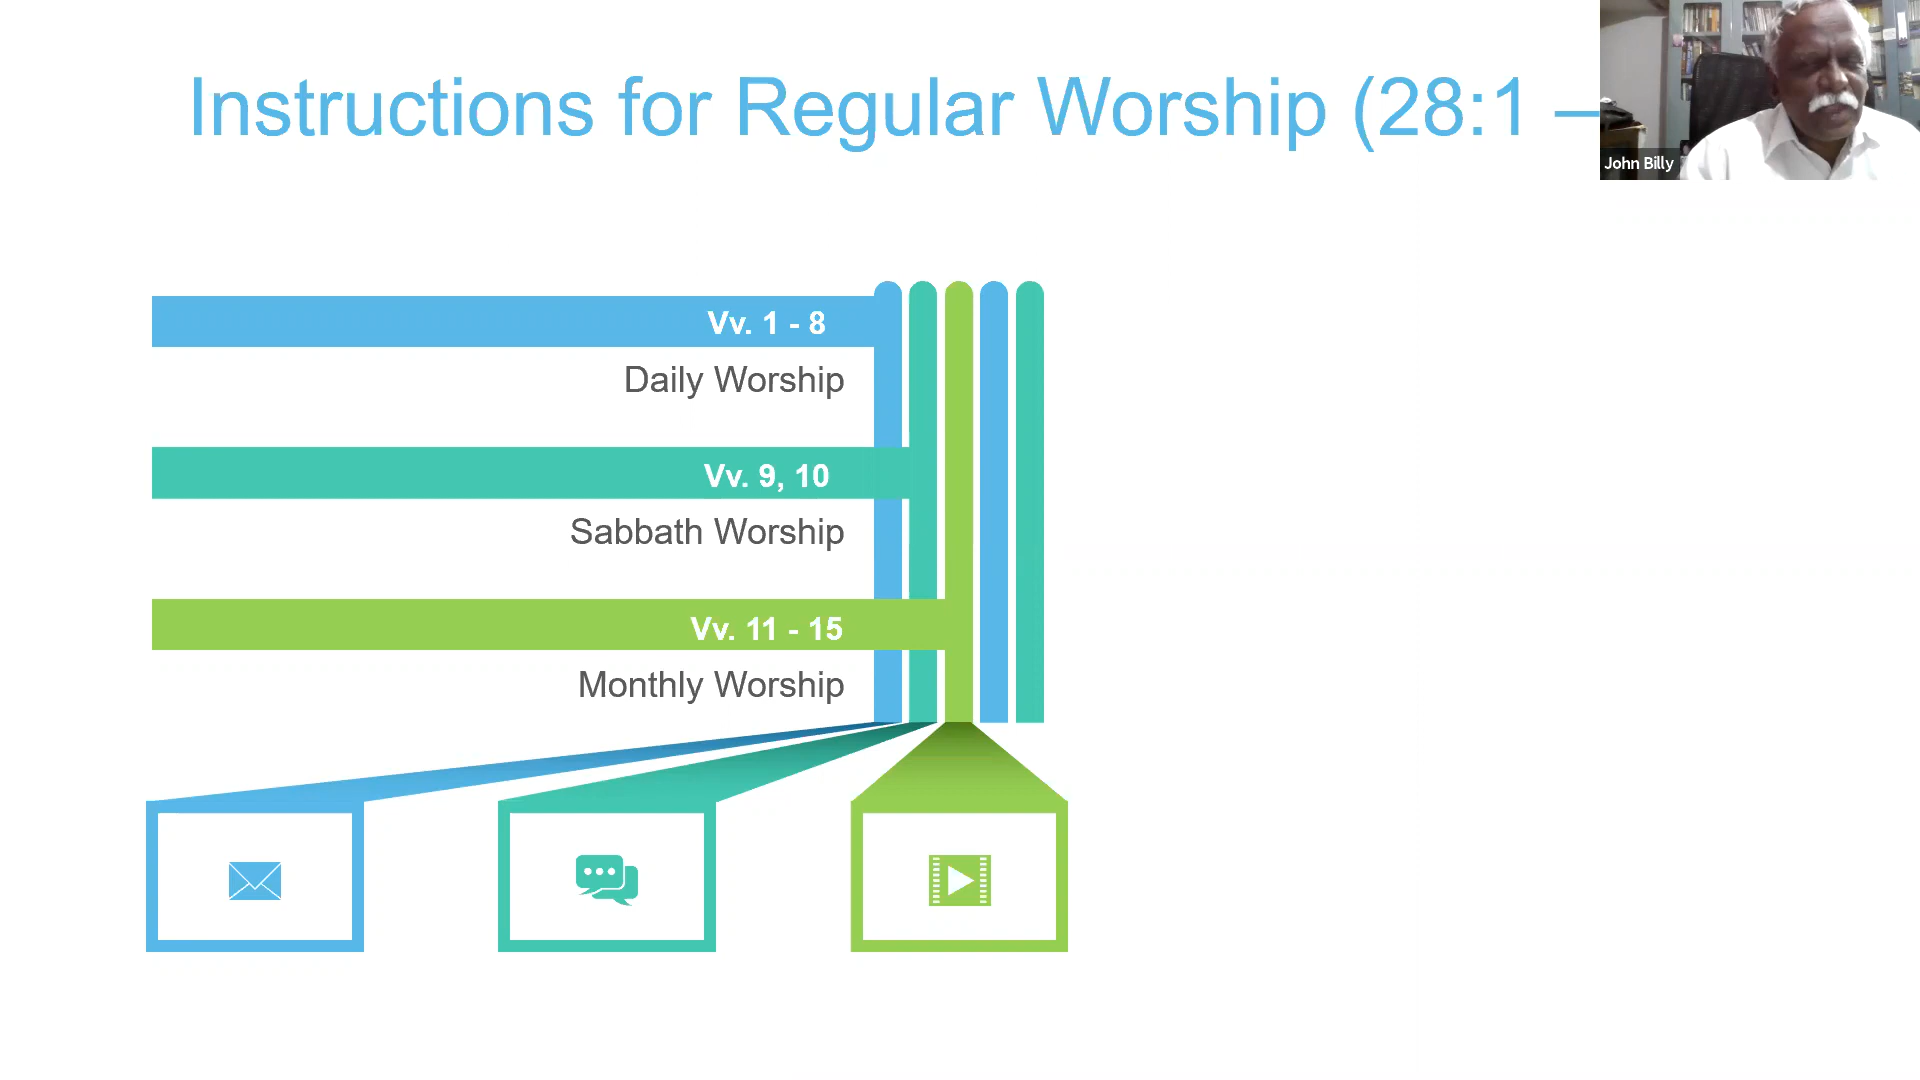 Instructions for Regular Worship (28:1 –
John Billy
Vv. 1 - 8
Daily Worship
Vv. 9, 10
Sabbath Worship
Vv. 11 - 15
Monthly Worship